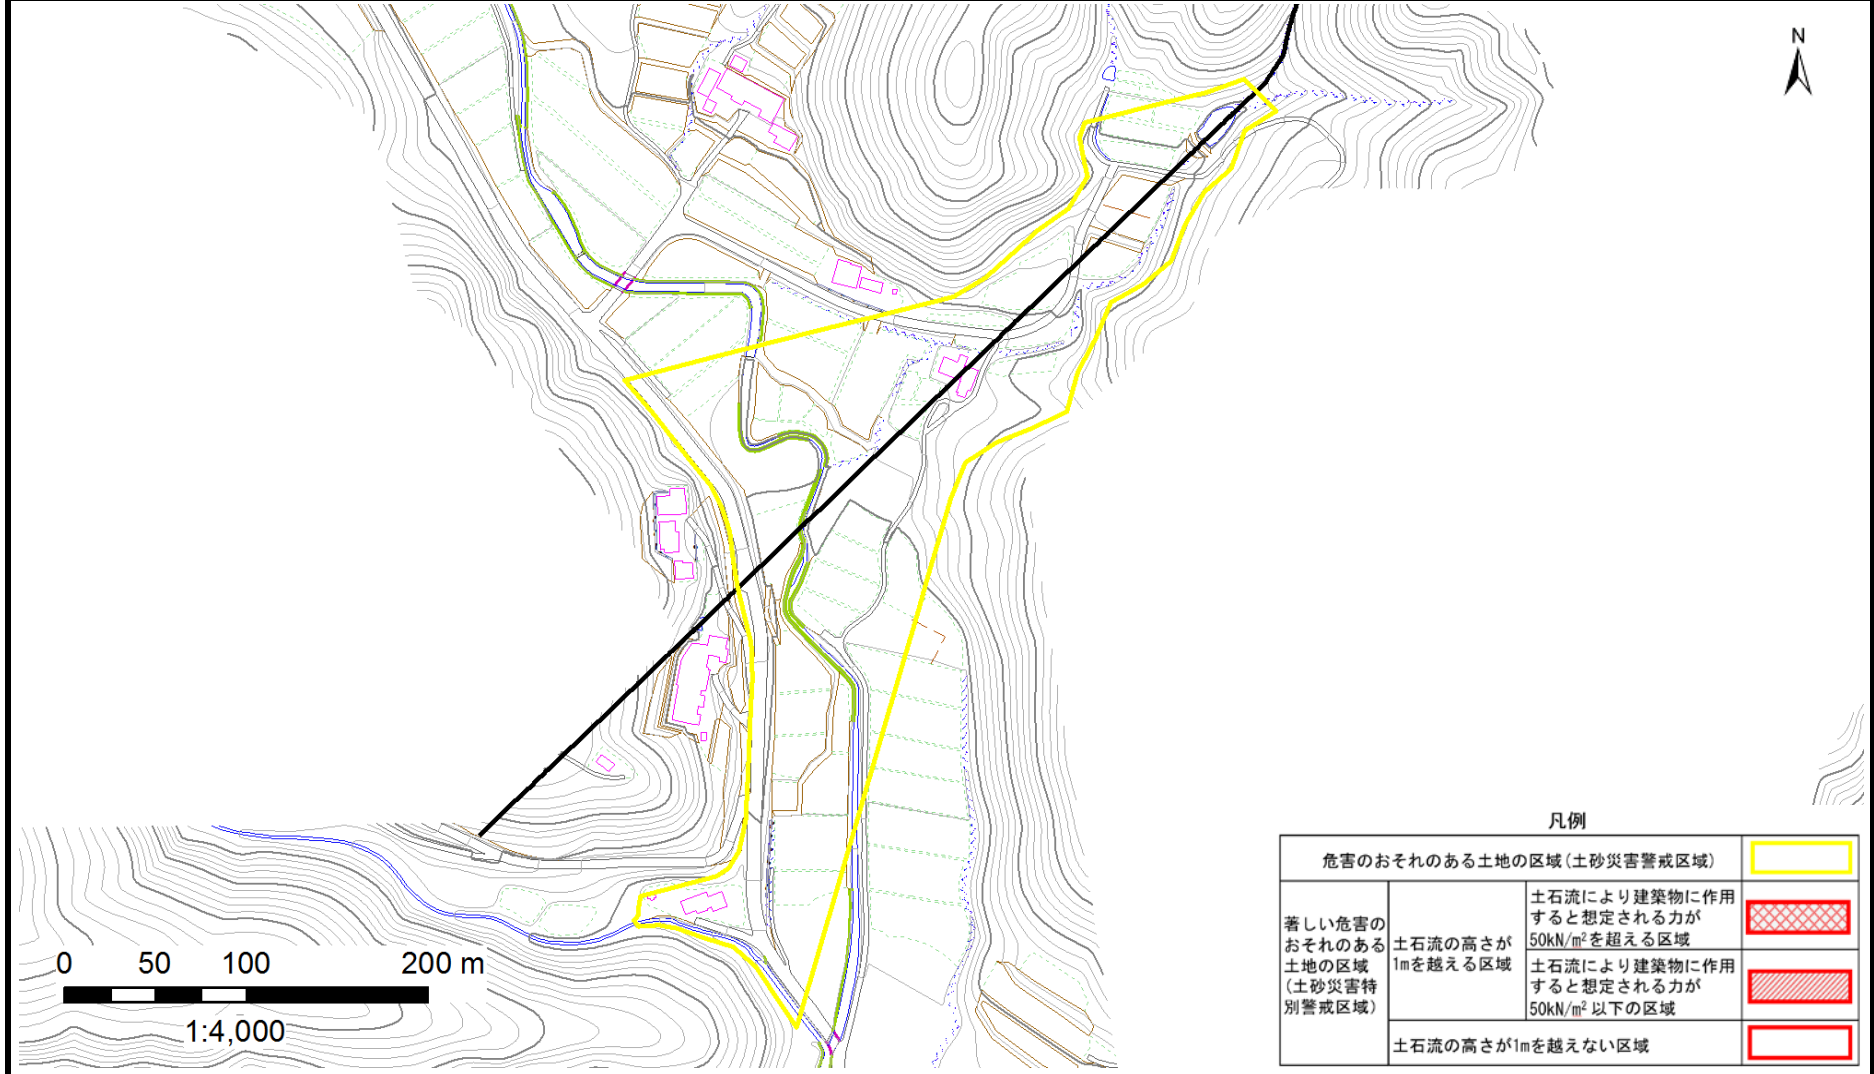 N
0 50 100 200 m
1:4,000
凡例
危害のおそれのある土地の区域(土砂災害警戒区域)
著しい危害の
おそれのある
土地の区域
(土砂災害特
別警戒区域)
土石流の高さが
1mを越える区域
土石流により建築物に作用
すると想定される力が
50kN/m²を超える区域
土石流により建築物に作用
すると想定される力が
50kN/m² 以下の区域
土石流の高さが1mを越えない区域